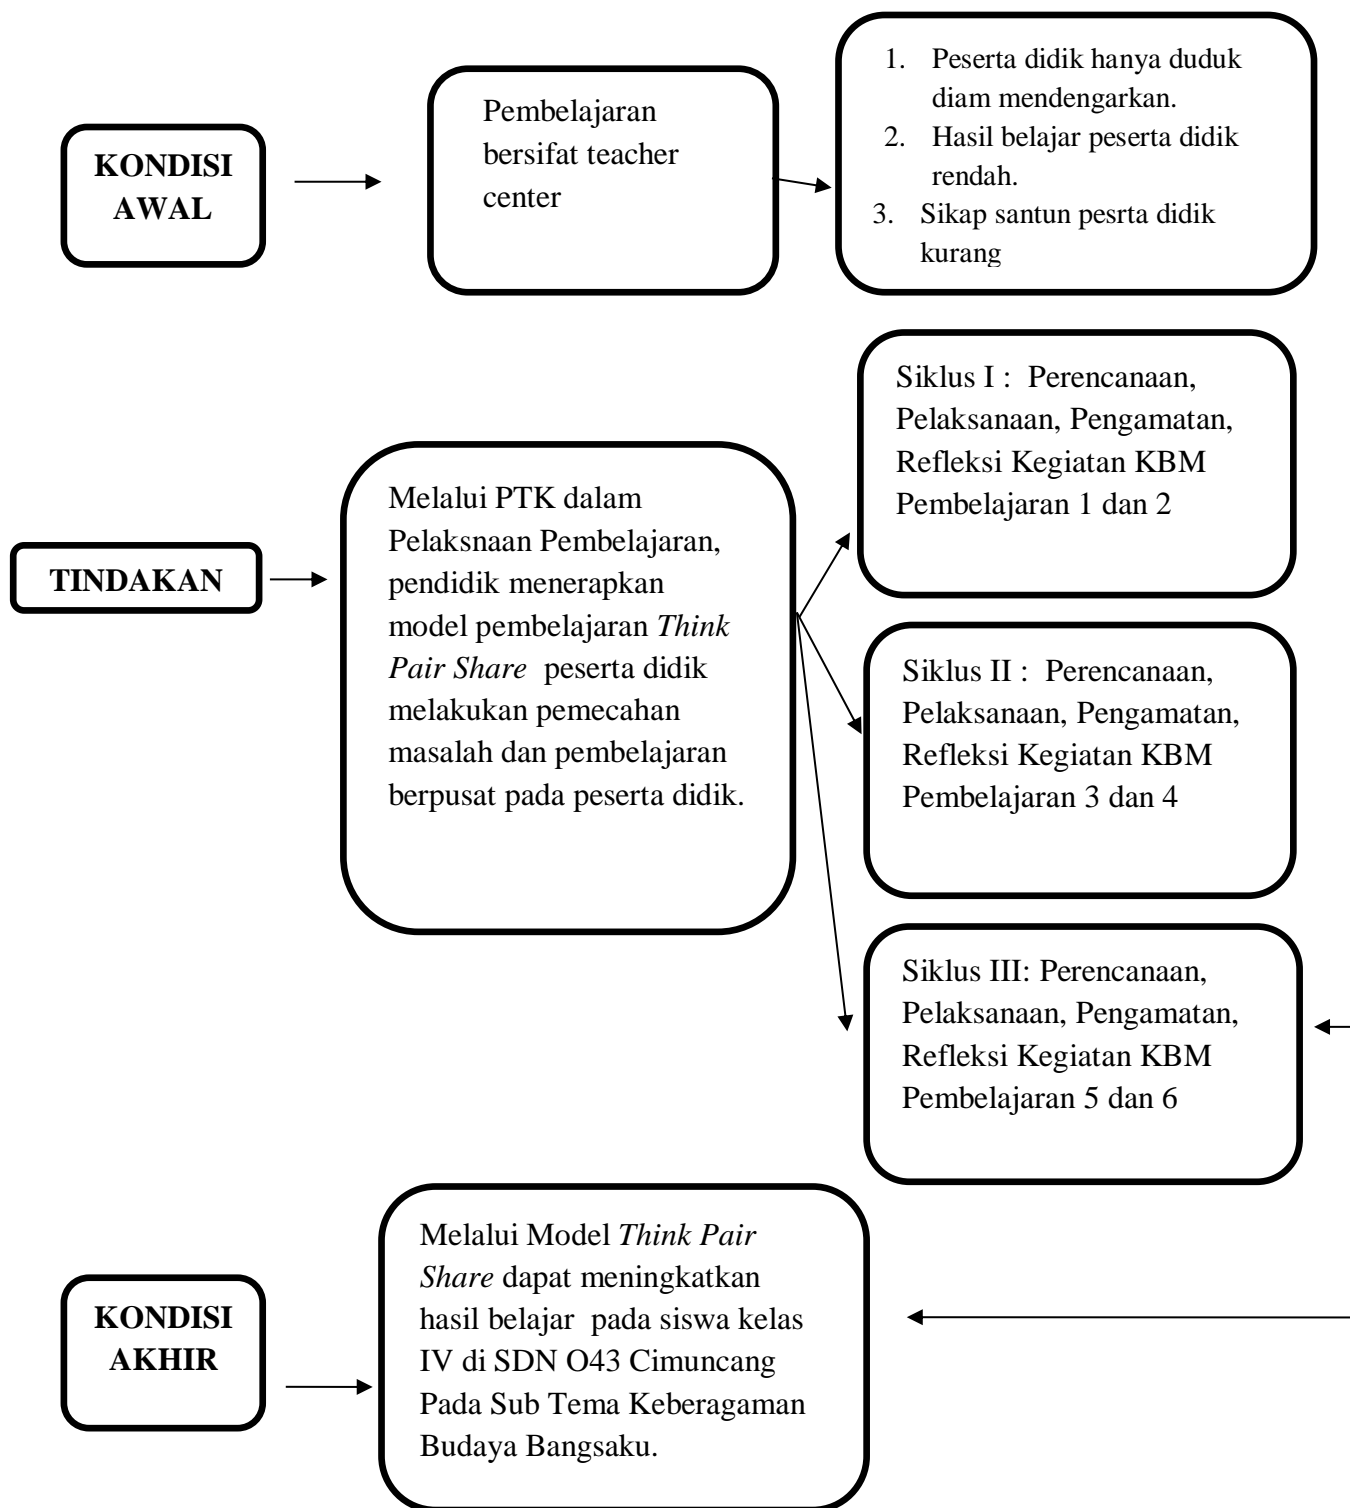 KONDISI
AWAL
Pembelajaran
bersifat teacher
center
1. Peserta didik hanya duduk
diam mendengarkan.
2. Hasil belajar peserta didik
rendah.
3. Sikap santun pesrta didik
kurang
TINDAKAN
Melalui PTK dalam
Pelaksnaan Pembelajaran,
pendidik menerapkan
model pembelajaran Think
Pair Share peserta didik
melakukan pemecahan
masalah dan pembelajaran
berpusat pada peserta didik.
Siklus I : Perencanaan,
Pelaksanaan, Pengamatan,
Refleksi Kegiatan KBM
Pembelajaran 1 dan 2
Siklus II : Perencanaan,
Pelaksanaan, Pengamatan,
Refleksi Kegiatan KBM
Pembelajaran 3 dan 4
Siklus III: Perencanaan,
Pelaksanaan, Pengamatan,
Refleksi Kegiatan KBM
Pembelajaran 5 dan 6
KONDISI
AKHIR
Melalui Model Think Pair
Share dapat meningkatkan
hasil belajar pada siswa kelas
IV di SDN O43 Cimuncang
Pada Sub Tema Keberagaman
Budaya Bangsaku.